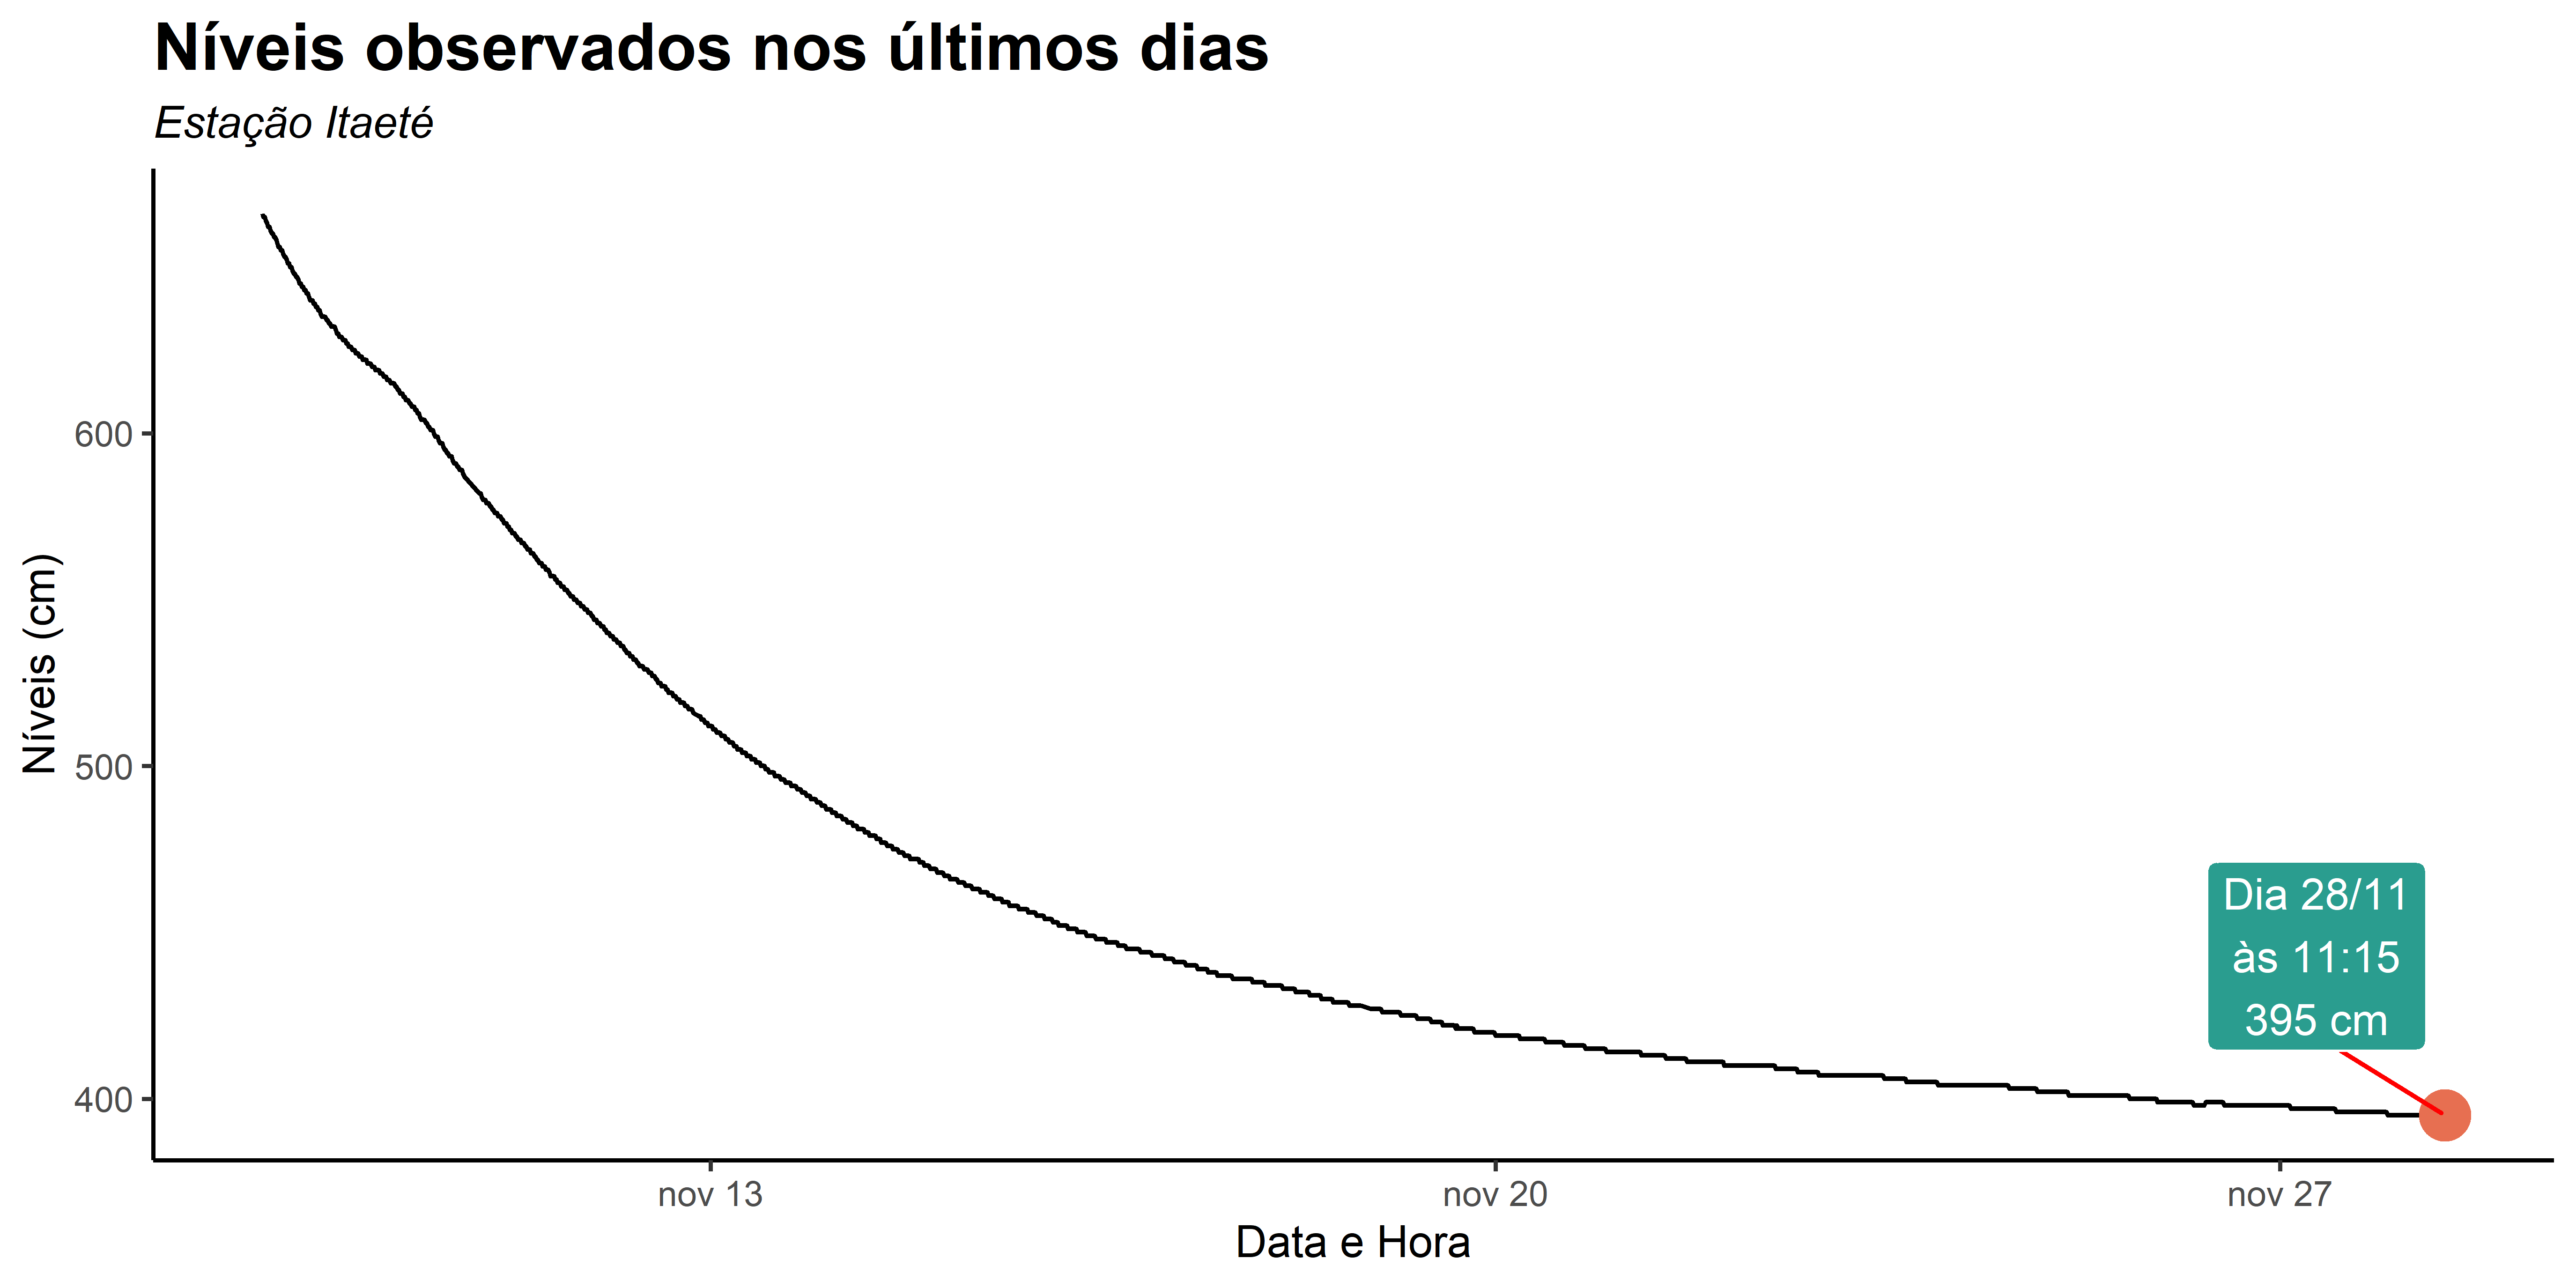 Níveis observados nos últimos dias
Estação Itaeté
Níveis (cm)
600
500
400
Dia 28/11
às 11:15
395 cm
nov 13
nov 20
nov 27
Data e Hora